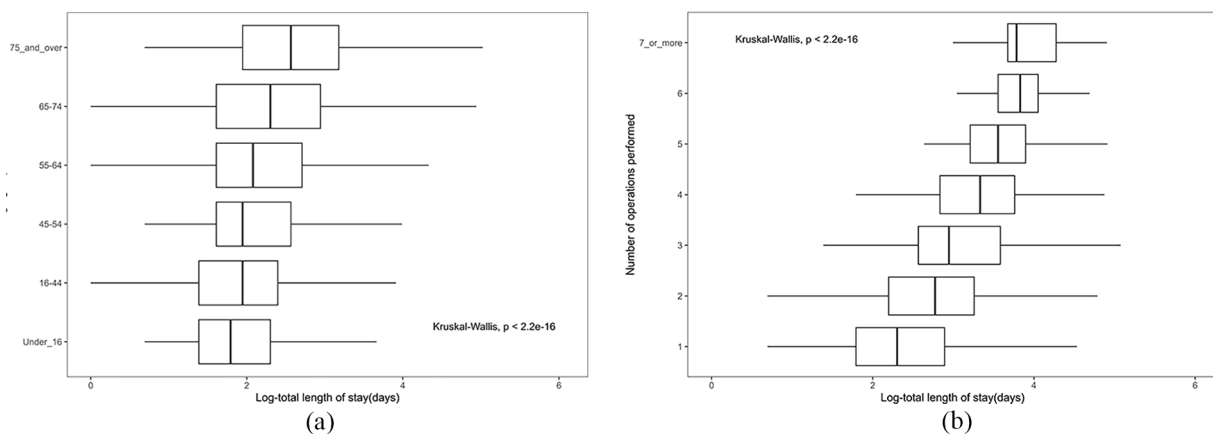 75_and_over
65-74
55-64
45-54
16-44
Under_16
Kruskal-Wallis, p < 2.2e-16
0 2 4 6
Log-total length of stay(days)
(a)
Number of operations performed
7_or_more
6
5
4
3
2
1
Kruskal-Wallis, p < 2.2e-16
0 2 4 6
Log-total length of stay(days)
(b)